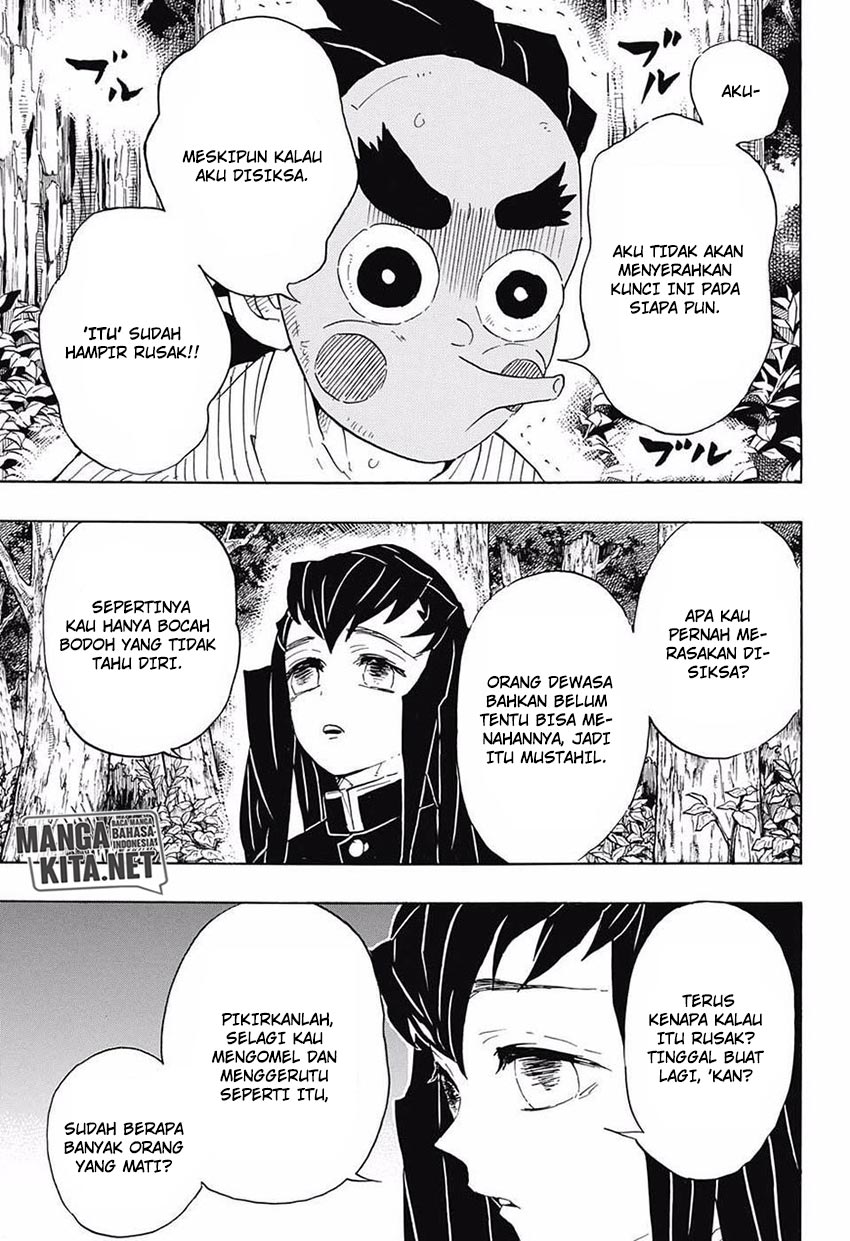 AKU-
AKU TIDAK AKAN
MENYERAHKAN
KUNCI INI PADA
SIAPA PUN.
MESKIPUN KALAU
AKU DISIKSA.
'ITU' SUDAH
HAMPIR RUSAK!!
ブル
ブル
ブル
APA KAU
PERNAH ME-
RASAKAN DI-
SIKSA?
ORANG DEWASA
BAHKAN BELUM
TENTU BISA ME-
NAHANNYA, JADI
ITU MUSTAHIL.
SEPERTINYA
KAU HANYA BOCAH
BODOH YANG TIDAK
TAHU DIRI.
MANGA
KITA.NET
BACA MANGA
BAHASA
INDONESIA!
TERUS
KENAPA KALAU
ITU RUSAK?
TINGGAL BUAT
LAGI, 'KAN?
PIKIRKANLAH,
SELAGI KAU
MENGOMEL DAN
MENGGERUTU
SEPERTI ITU,
SUDAH BERAPA
BANYAK ORANG
YANG MATI?